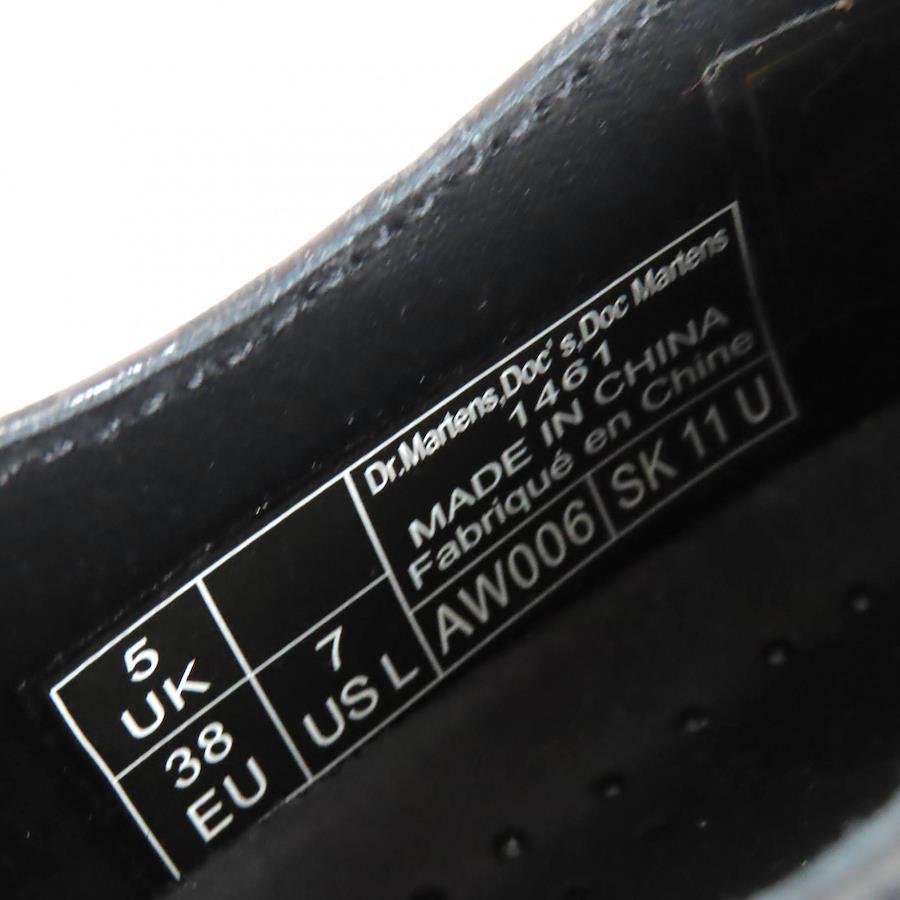 5
UK
38
EU
7
US L
Dr.Martens,Doc's,Doc Martens
1461
MADE IN CHINA
Fabriqué en Chine
AW006 SK 11 U